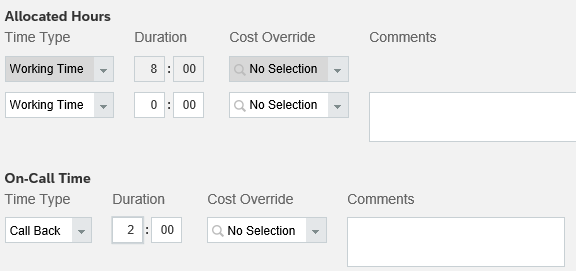 Allocated Hours
Time Type Duration Cost Override Comments
Working Time 8 : 00 No Selection
Working Time 0 : 00 No Selection
On-Call Time
Time Type Duration Cost Override Comments
Call Back 2 : 00 No Selection